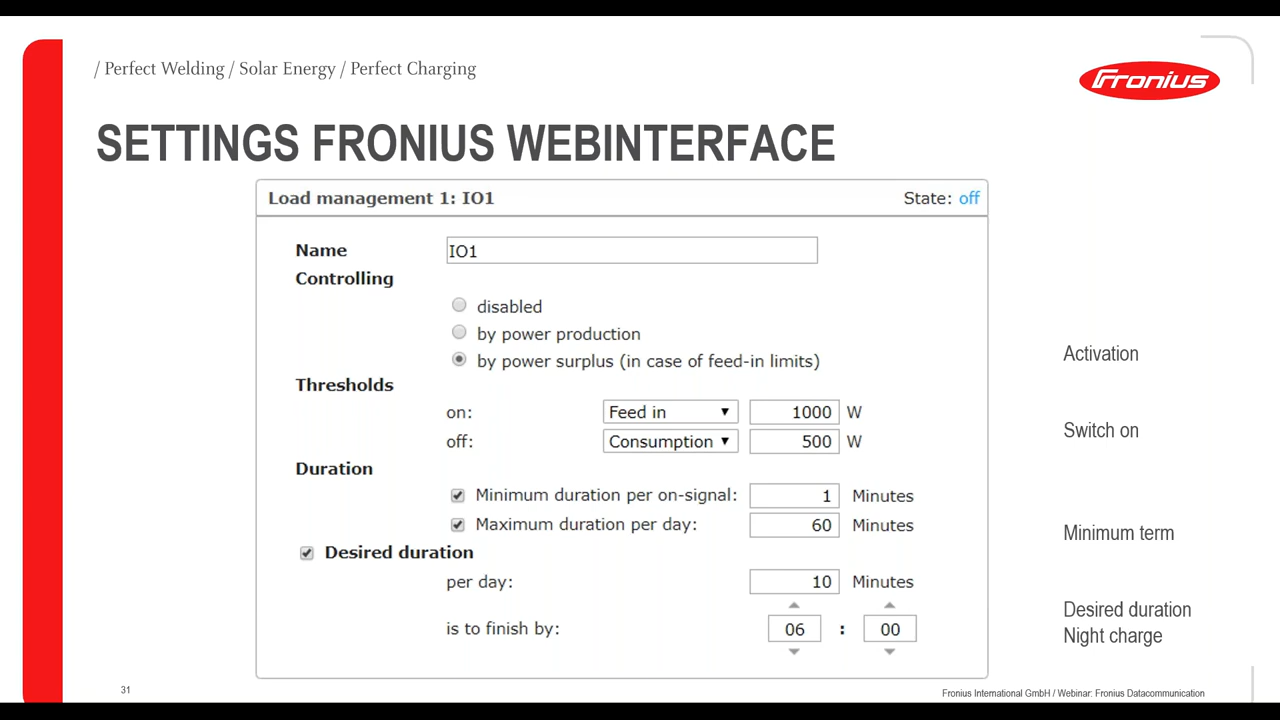 / Perfect Welding / Solar Energy / Perfect Charging
Fronius
SETTINGS FRONIUS WEBINTERFACE
Load management 1: IO1 State: off
Name IO1
Controlling
disabled
by power production
by power surplus (in case of feed-in limits)
Activation
Thresholds
on: Feed in 1000 W
Switch on
off: Consumption 500 W
Duration
Minimum duration per on-signal: 1 Minutes
Maximum duration per day: 60 Minutes
Minimum term
Desired duration
per day: 10 Minutes
Desired duration
is to finish by: 06 : 00
Night charge
31
Fronius International GmbH / Webinar: Fronius Datacommunication